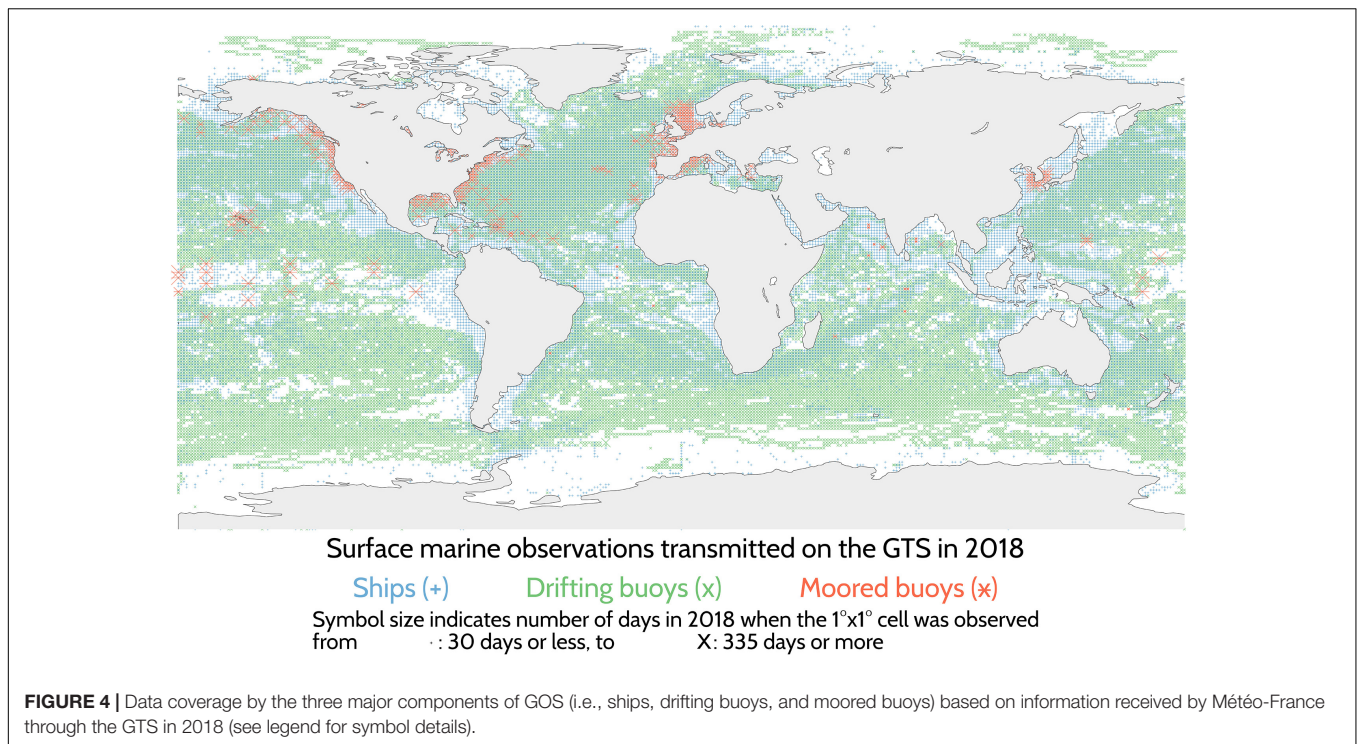 Surface marine observations transmitted on the GTS in 2018
Ships (+) Drifting buoys (x) Moored buoys (ӿ)
Symbol size indicates number of days in 2018 when the 1°x1° cell was observed
from · : 30 days or less, to X: 335 days or more
FIGURE 4 | Data coverage by the three major components of GOS (i.e., ships, drifting buoys, and moored buoys) based on information received by Météo-France
through the GTS in 2018 (see legend for symbol details).